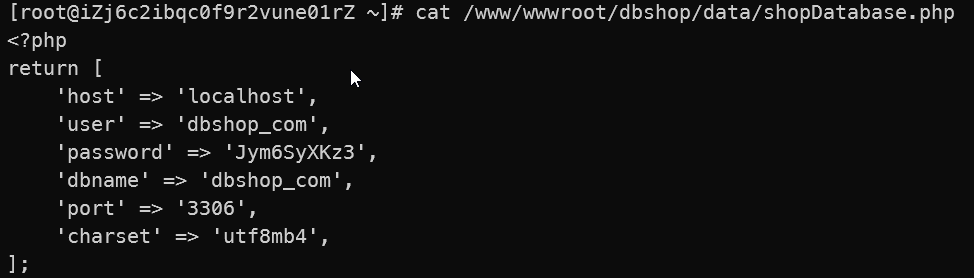 [root@iZj6c2ibqc0f9r2vune01rZ ~]# cat /www/wwwroot/dbshop/data/shopDatabase.php
<?php
return [
    'host' => 'localhost',
    'user' => 'dbshop_com',
    'password' => 'Jym6SyXKz3',
    'dbname' => 'dbshop_com',
    'port' => '3306',
    'charset' => 'utf8mb4',
];